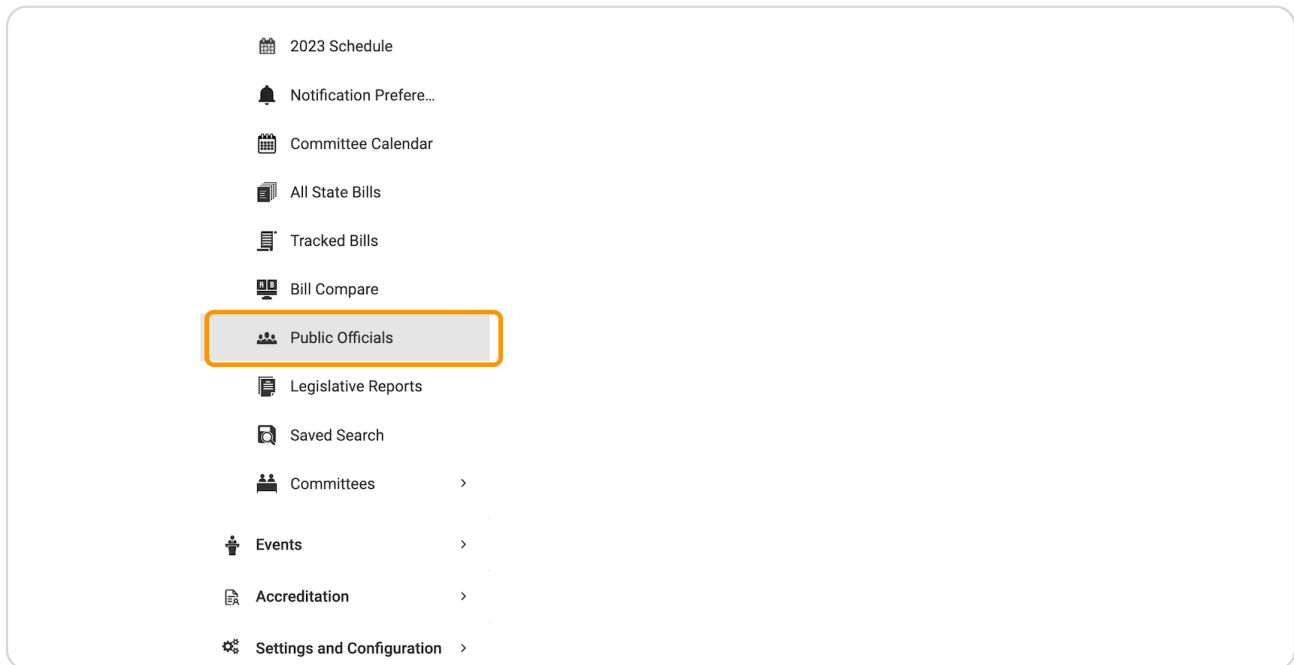 2023 Schedule
Notification Prefere...
Committee Calendar
All State Bills
Tracked Bills
A B
Bill Compare
Public Officials
Legislative Reports
Saved Search
Committees
Events
Accreditation
Settings and Configuration